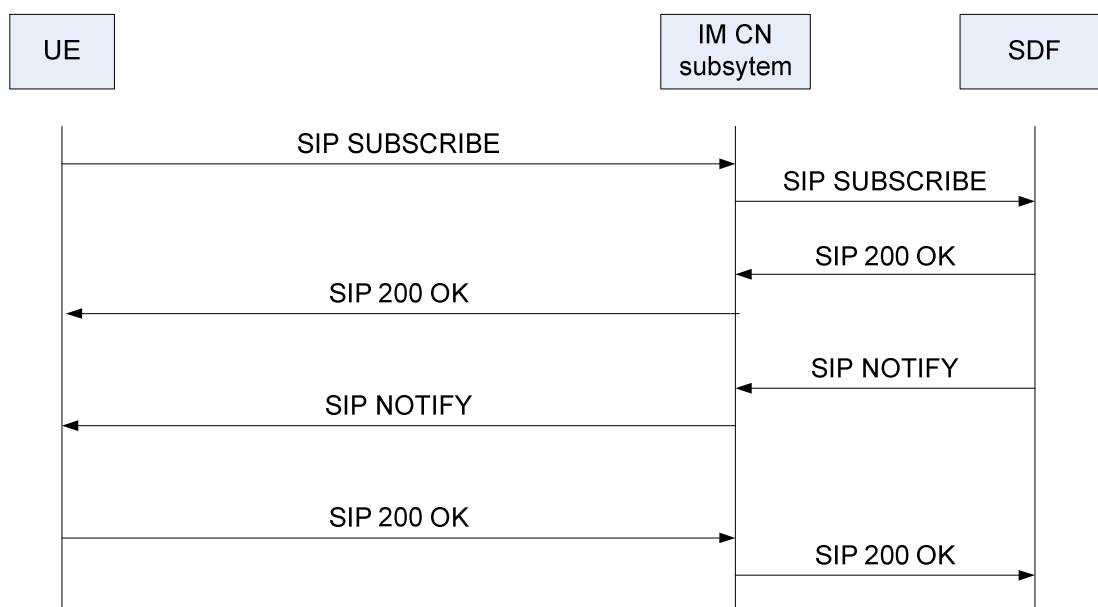 UE
IM CN
subsytem
SDF
SIP SUBSCRIBE
SIP SUBSCRIBE
SIP 200 OK
SIP 200 OK
SIP NOTIFY
SIP NOTIFY
SIP 200 OK
SIP 200 OK